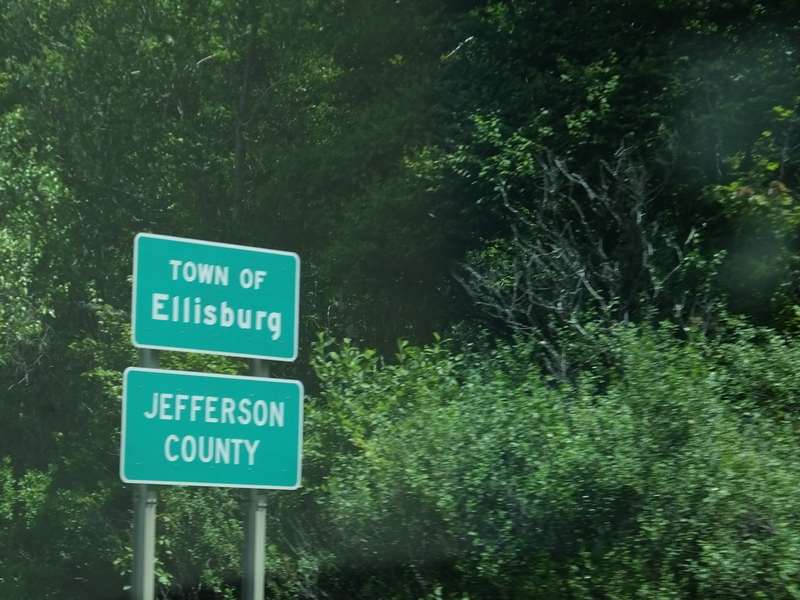 TOWN OF
Ellisburg
JEFFERSON
COUNTY